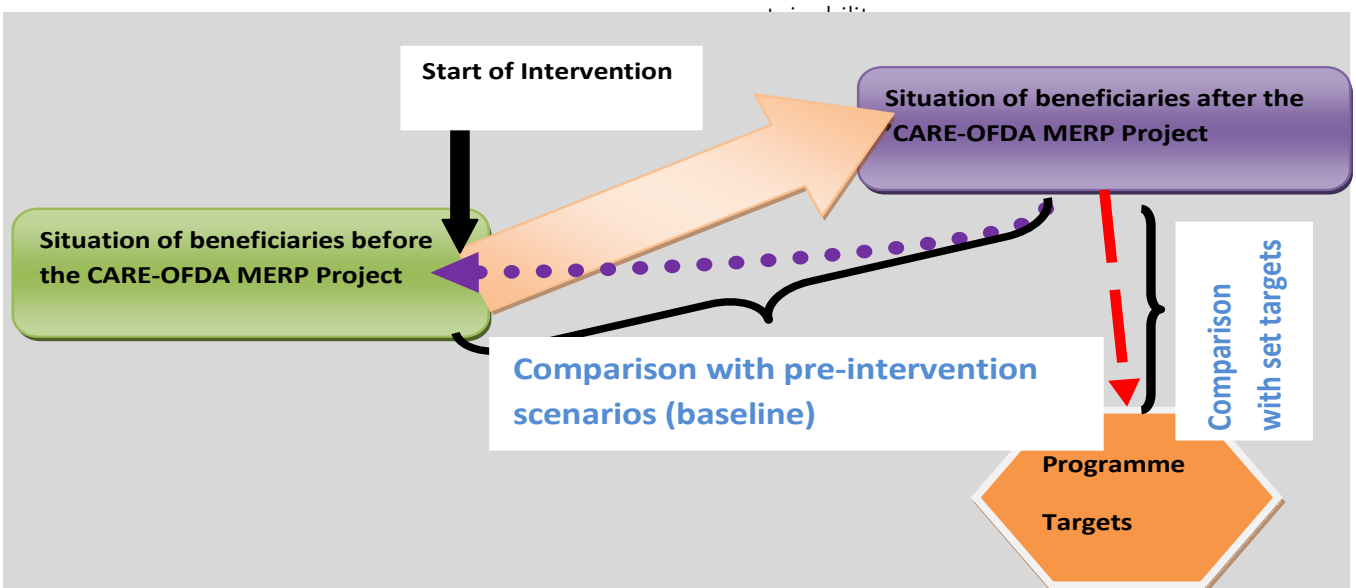 Start of Intervention
Situation of beneficiaries after the
'CARE-OFDA MERP Project
Situation of beneficiaries before
the CARE-OFDA MERP Project
Comparison with pre-intervention
scenarios (baseline)
Comparison
with set targets
Programme
Targets